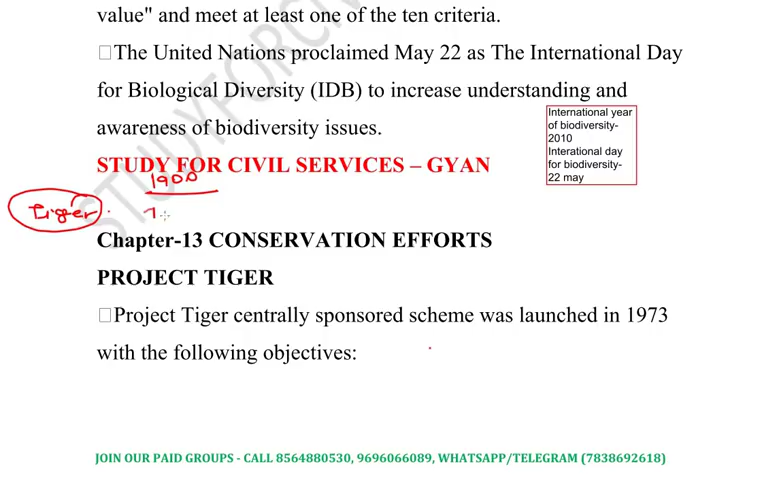 value" and meet at least one of the ten criteria.
The United Nations proclaimed May 22 as The International Day
for Biological Diversity (IDB) to increase understanding and
awareness of biodiversity issues.
International year
of biodiversity-
2010
Interational day
for biodiversity-
22 may
STUDY FOR CIVIL SERVICES – GYAN
1900
Tiger
Chapter-13 CONSERVATION EFFORTS
PROJECT TIGER
Project Tiger centrally sponsored scheme was launched in 1973
with the following objectives:
JOIN OUR PAID GROUPS - CALL 8564880530, 9696066089, WHATSAPP/TELEGRAM (7838692618)